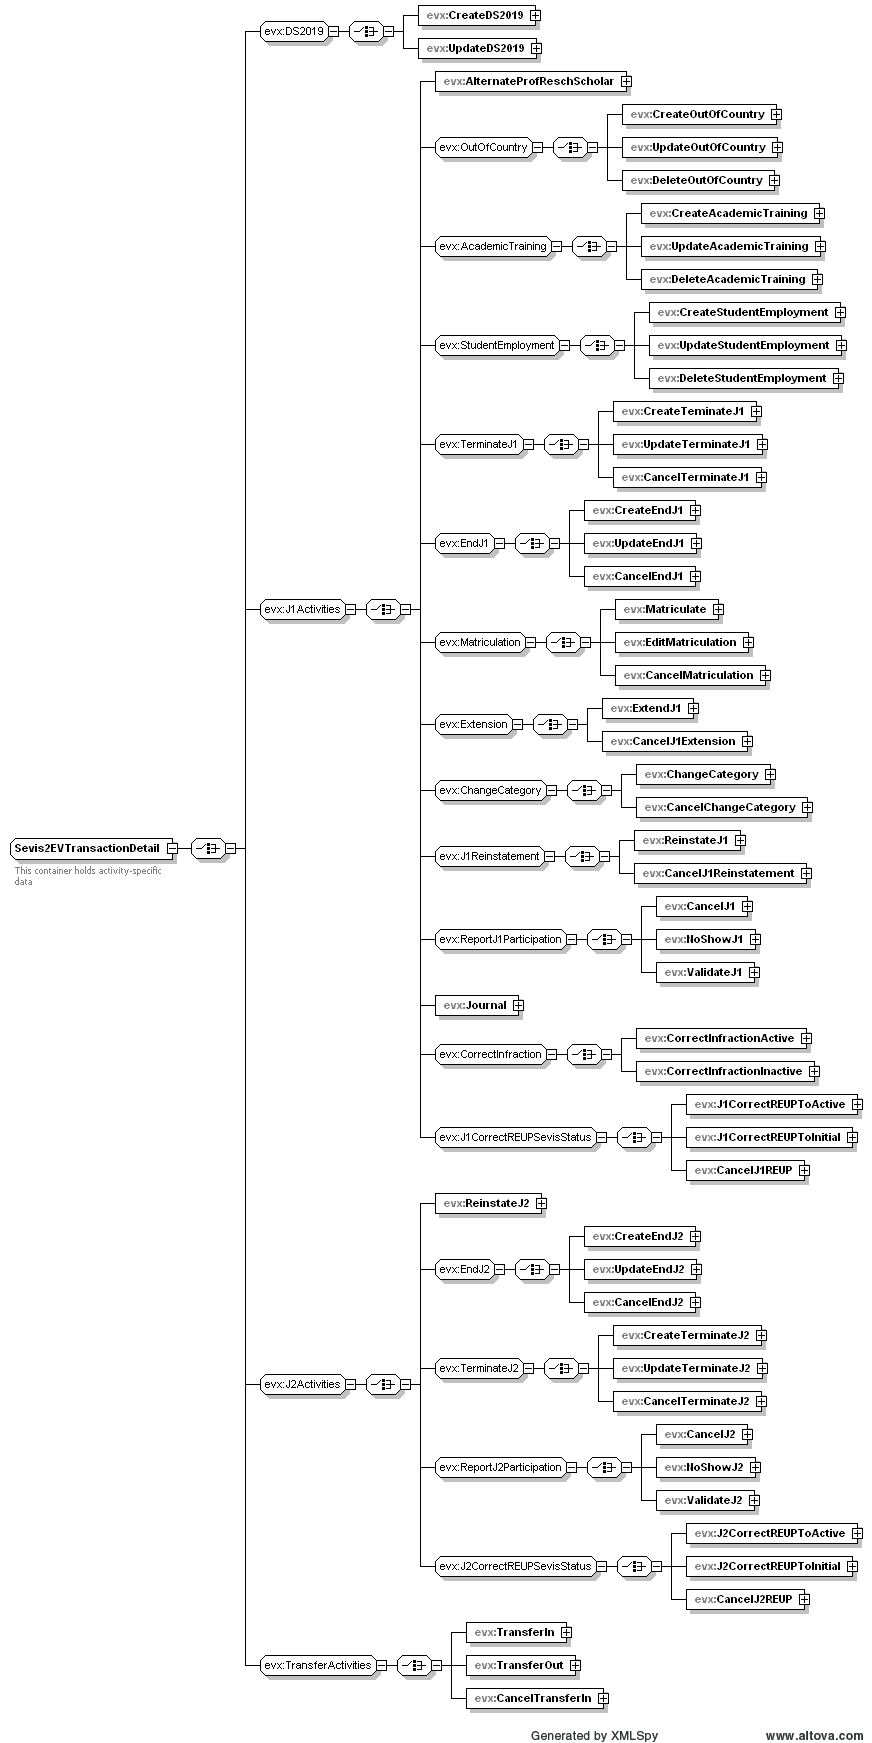 evx:DS2019
evx:CreateDS2019
evx:UpdateDS2019
evx:AlternateProfReschScholar
evx:OutOfCountry
evx:CreateOutOfCountry
evx:UpdateOutOfCountry
evx:DeleteOutOfCountry
evx:AcademicTraining
evx:CreateAcademicTraining
evx:UpdateAcademicTraining
evx:DeleteAcademicTraining
evx:StudentEmployment
evx:CreateStudentEmployment
evx:UpdateStudentEmployment
evx:DeleteStudentEmployment
evx:TerminateJ1
evx:CreateTeminateJ1
evx:UpdateTerminateJ1
evx:CancelTerminateJ1
evx:EndJ1
evx:CreateEndJ1
evx:UpdateEndJ1
evx:CancelEndJ1
evx:J1Activities
evx:Matriculation
evx:Matriculate
evx:EditMatriculation
evx:CancelMatriculation
evx:Extension
evx:ExtendJ1
evx:CancelJ1Extension
evx:ChangeCategory
evx:ChangeCategory
evx:CancelChangeCategory
Sevis2EVTransactionDetail
This container holds activity-specific
data
evx:J1Reinstatement
evx:ReinstateJ1
evx:CancelJ1Reinstatement
evx:ReportJ1Participation
evx:CancelJ1
evx:NoShowJ1
evx:ValidateJ1
evx:Journal
evx:CorrectInfraction
evx:CorrectInfractionActive
evx:CorrectInfractionInactive
evx:J1CorrectREUPSevisStatus
evx:J1CorrectREUPToActive
evx:J1CorrectREUPToInitial
evx:CancelJ1REUP
evx:J2Activities
evx:ReinstateJ2
evx:EndJ2
evx:CreateEndJ2
evx:UpdateEndJ2
evx:CancelEndJ2
evx:TerminateJ2
evx:CreateTerminateJ2
evx:UpdateTerminateJ2
evx:CancelTerminateJ2
evx:ReportJ2Participation
evx:CancelJ2
evx:NoShowJ2
evx:ValidateJ2
evx:J2CorrectREUPSevisStatus
evx:J2CorrectREUPToActive
evx:J2CorrectREUPToInitial
evx:CancelJ2REUP
evx:TransferActivities
evx:TransferIn
evx:TransferOut
evx:CancelTransferIn
Generated by XMLSpy
www.altova.com